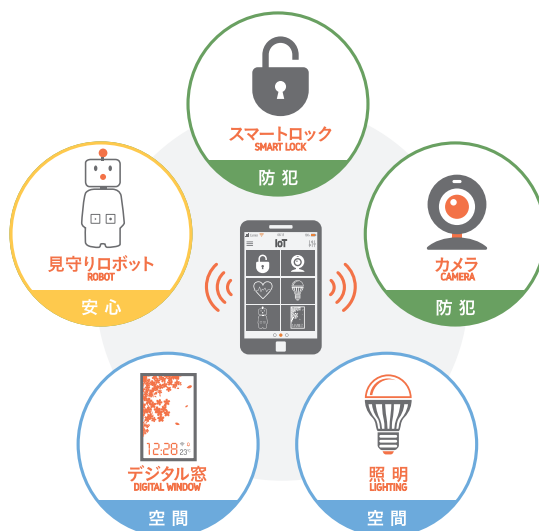 スマートロック
SMART LOCK
防犯
見守りロボット
ROBOT
安心
IoT
カメラ
CAMERA
防犯
12:28
23℃
デジタル窓
DIGITAL WINDOW
空間
照明
LIGHTING
空間